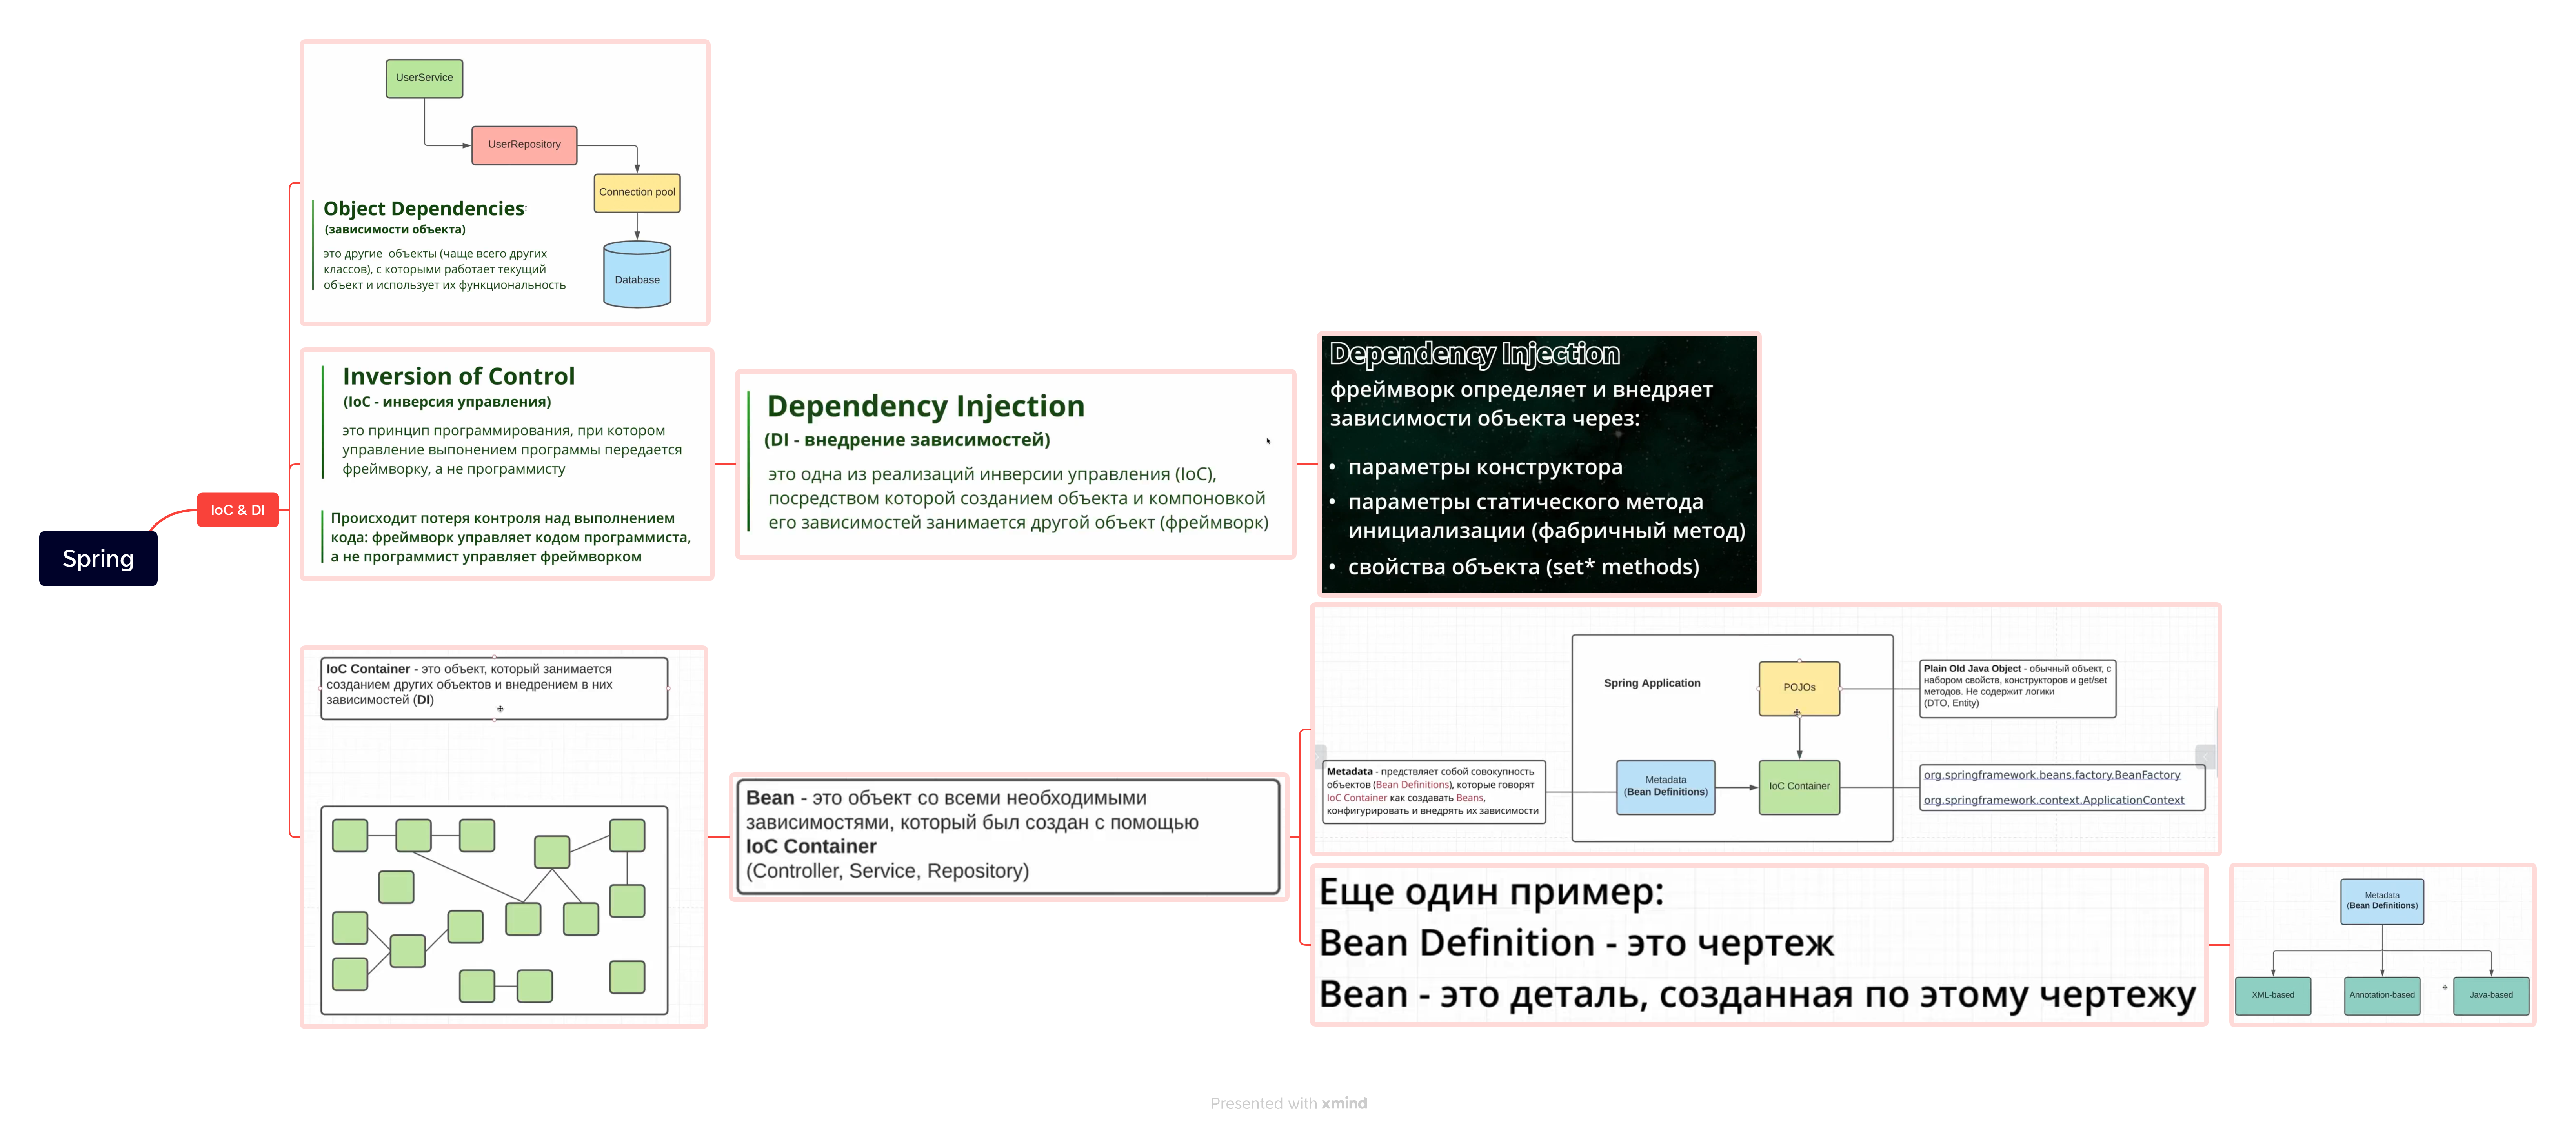 Spring
IoC & DI
UserService
UserRepository
Connection pool
Database
Object Dependencies
(зависимости объекта)
это другие объекты (чаще всего других
классов), с которыми работает текущий
объект и использует их функциональность
Inversion of Control
(IoC - инверсия управления)
это принцип программирования, при котором
управление выпонением программы передается
фреймворку, а не программисту
Происходит потеря контроля над выполнением
кода: фреймворк управляет кодом программиста,
а не программист управляет фреймворком
Dependency Injection
(DI - внедрение зависимостей)
это одна из реализаций инверсии управления (IoC),
посредством которой созданием объекта и компоновкой
его зависимостей занимается другой объект (фреймворк)
Dependency Injection
фреймворк определяет и внедряет
зависимости объекта через:
• параметры конструктора
• параметры статического метода
инициализации (фабричный метод)
• свойства объекта (set* methods)
IoC Container - это объект, который занимается
созданием других объектов и внедрением в них
зависимостей (DI)
Bean - это объект со всеми необходимыми
зависимостями, который был создан с помощью
IoC Container
(Controller, Service, Repository)
Spring Application
POJOs
Plain Old Java Object - обычный объект, с
набором свойств, конструкторов и get/set
методов. Не содержит логики
(DTO, Entity)
Metadata - предствляет собой совокупность
объектов (Bean Definitions), которые говорят
IoC Container как создавать Beans,
конфигурировать и внедрять их зависимости
Metadata
(Bean Definitions)
IoC Container
org.springframework.beans.factory.BeanFactory
org.springframework.context.ApplicationContext
Еще один пример:
Bean Definition - это чертеж
Bean - это деталь, созданная по этому чертежу
Metadata
(Bean Definitions)
XML-based
Annotation-based
Java-based
Presented with xmind